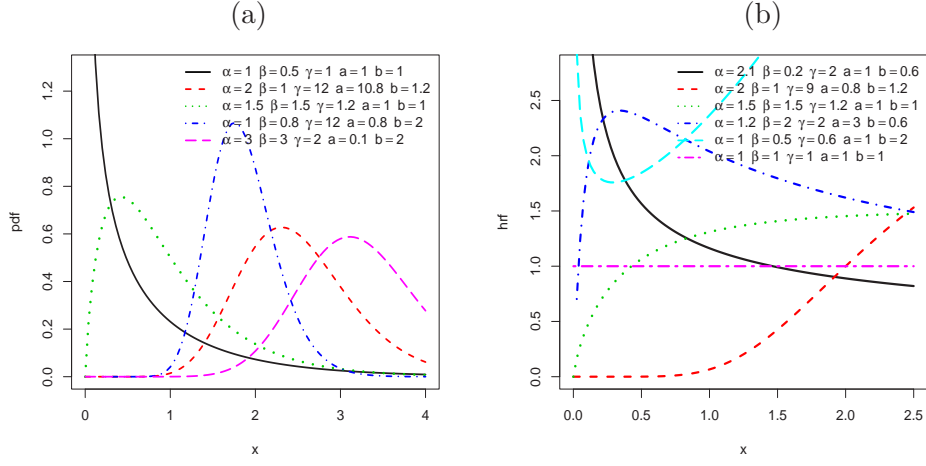 (a)
α=1 β=0.5 γ=1 a=1 b=1
α=2 β=1 γ=12 a=10.8 b=1.2
α=1.5 β=1.5 γ=1.2 a=1 b=1
α=1 β=0.8 γ=12 a=0.8 b=2
α=3 β=3 γ=2 a=0.1 b=2
pdf
1.2
1.0
0.8
0.6
0.4
0.2
0.0
0 1 2 3 4
x
(b)
α=2.1 β=0.2 γ=2 a=1 b=0.6
α=2 β=1 γ=9 a=0.8 b=1.2
α=1.5 β=1.5 γ=1.2 a=1 b=1
α=1.2 β=2 γ=2 a=3 b=0.6
α=1 β=0.5 γ=0.6 a=1 b=2
α=1 β=1 γ=1 a=1 b=1
hrf
2.5
2.0
1.5
1.0
0.5
0.0
0.0 0.5 1.0 1.5 2.0 2.5
x